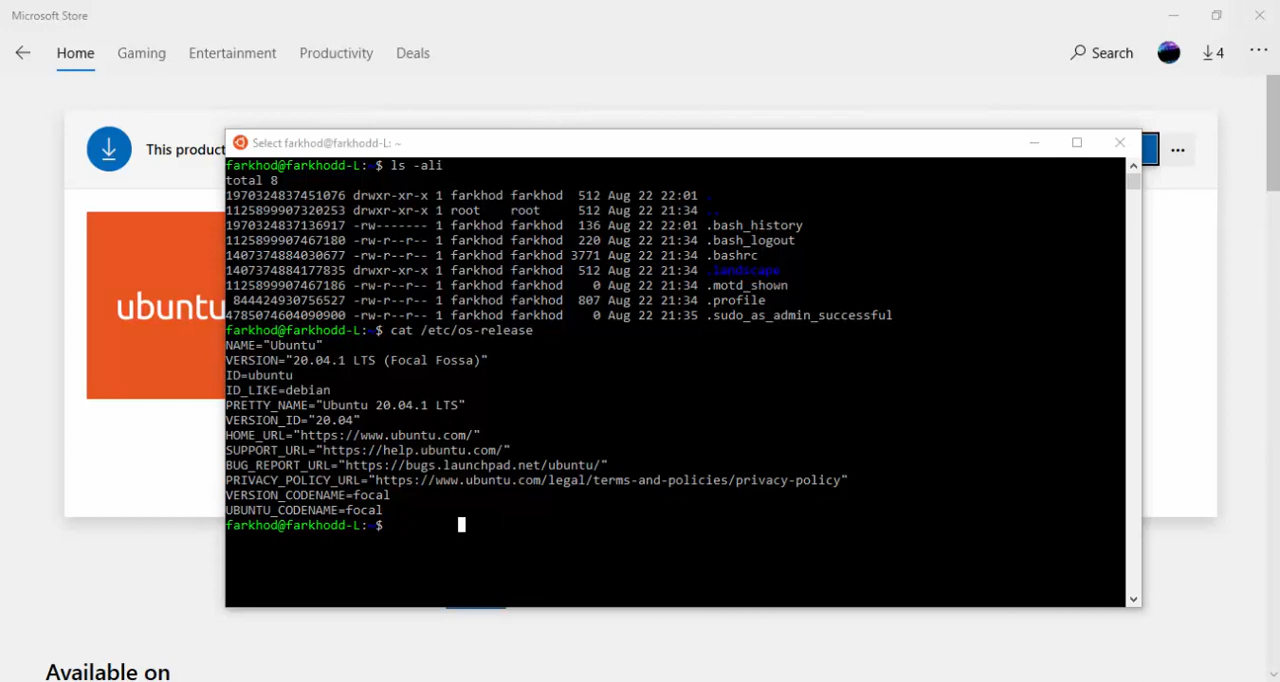 Microsoft Store
Home Gaming Entertainment Productivity Deals Search 4 ...
This product
ubuntu
Select farkhod@farkhodd-L: ~
farkhod@farkhodd-L:~$ ls -ali
total 8
1970324837451076 drwxr-xr-x 1 farkhod farkhod  512 Aug 22 22:01 .
1125899907320253 drwxr-xr-x 1 root    root     512 Aug 22 21:34 ..
1970324837136917 -rw------- 1 farkhod farkhod  136 Aug 22 22:01 .bash_history
1125899907467180 -rw-r--r-- 1 farkhod farkhod  220 Aug 22 21:34 .bash_logout
1407374884030677 -rw-r--r-- 1 farkhod farkhod 3771 Aug 22 21:34 .bashrc
1407374884177835 drwxr-xr-x 1 farkhod farkhod  512 Aug 22 21:34 .landscape
1125899907467186 -rw-r--r-- 1 farkhod farkhod    0 Aug 22 21:34 .motd_shown
844424930756527 -rw-r--r-- 1 farkhod farkhod  807 Aug 22 21:34 .profile
4785074604090900 -rw-r--r-- 1 farkhod farkhod    0 Aug 22 21:35 .sudo_as_admin_successful
farkhod@farkhodd-L:~$ cat /etc/os-release
NAME="Ubuntu"
VERSION="20.04.1 LTS (Focal Fossa)"
ID=ubuntu
ID_LIKE=debian
PRETTY_NAME="Ubuntu 20.04.1 LTS"
VERSION_ID="20.04"
HOME_URL="https://www.ubuntu.com/"
SUPPORT_URL="https://help.ubuntu.com/"
BUG_REPORT_URL="https://bugs.launchpad.net/ubuntu/"
PRIVACY_POLICY_URL="https://www.ubuntu.com/legal/terms-and-policies/privacy-policy"
VERSION_CODENAME=focal
UBUNTU_CODENAME=focal
farkhod@farkhodd-L:~$
Available on